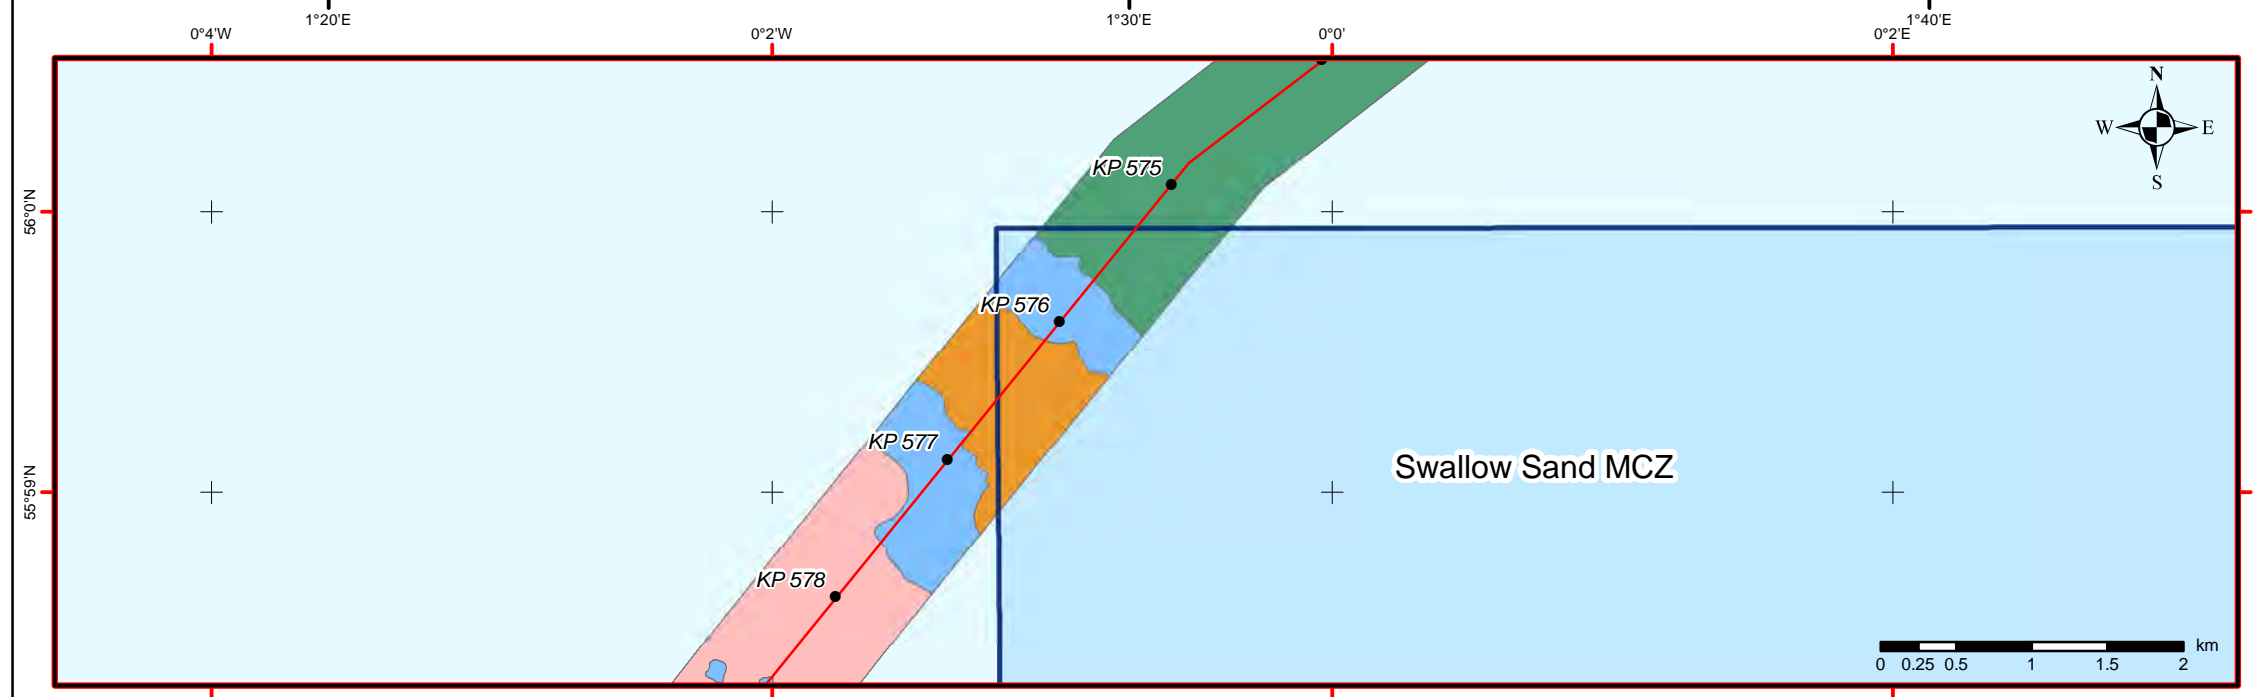 1°20'E 1°30'E 1°40'E
0°4'W 0°2'W 0°0' 0°2'E
N
W E
S
KP 575
56°0'N
KP 576
KP 577
Swallow Sand MCZ
55°59'N
KP 578
km
0 0.25 0.5 1 1.5 2